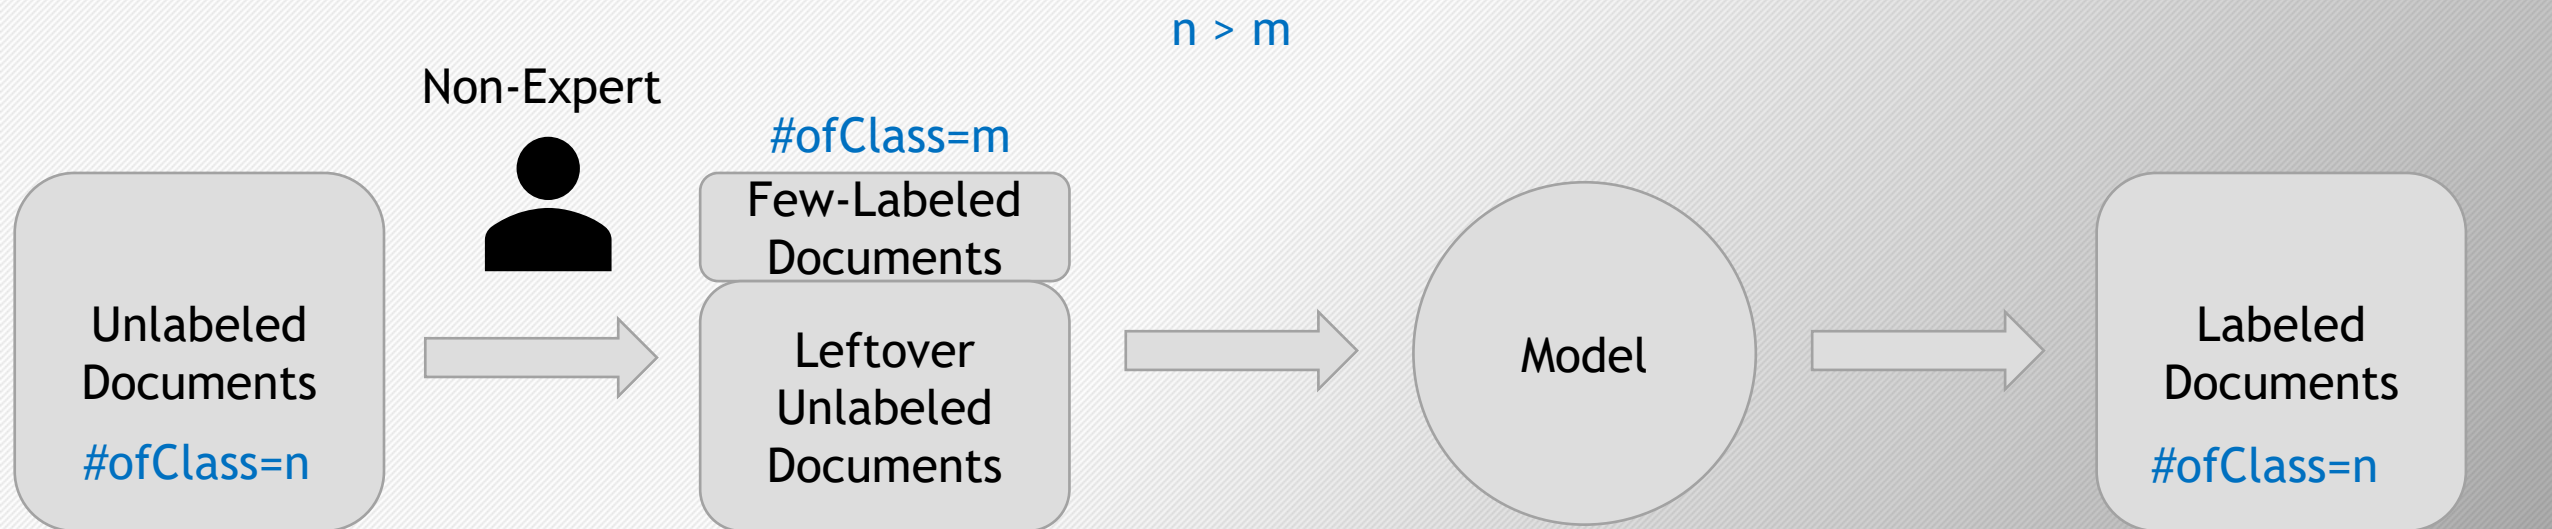 n > m
Non-Expert
#ofClass=m
Few-Labeled
Documents
Unlabeled
Documents
#ofClass=n
Leftover
Unlabeled
Documents
Model
Labeled
Documents
#ofClass=n